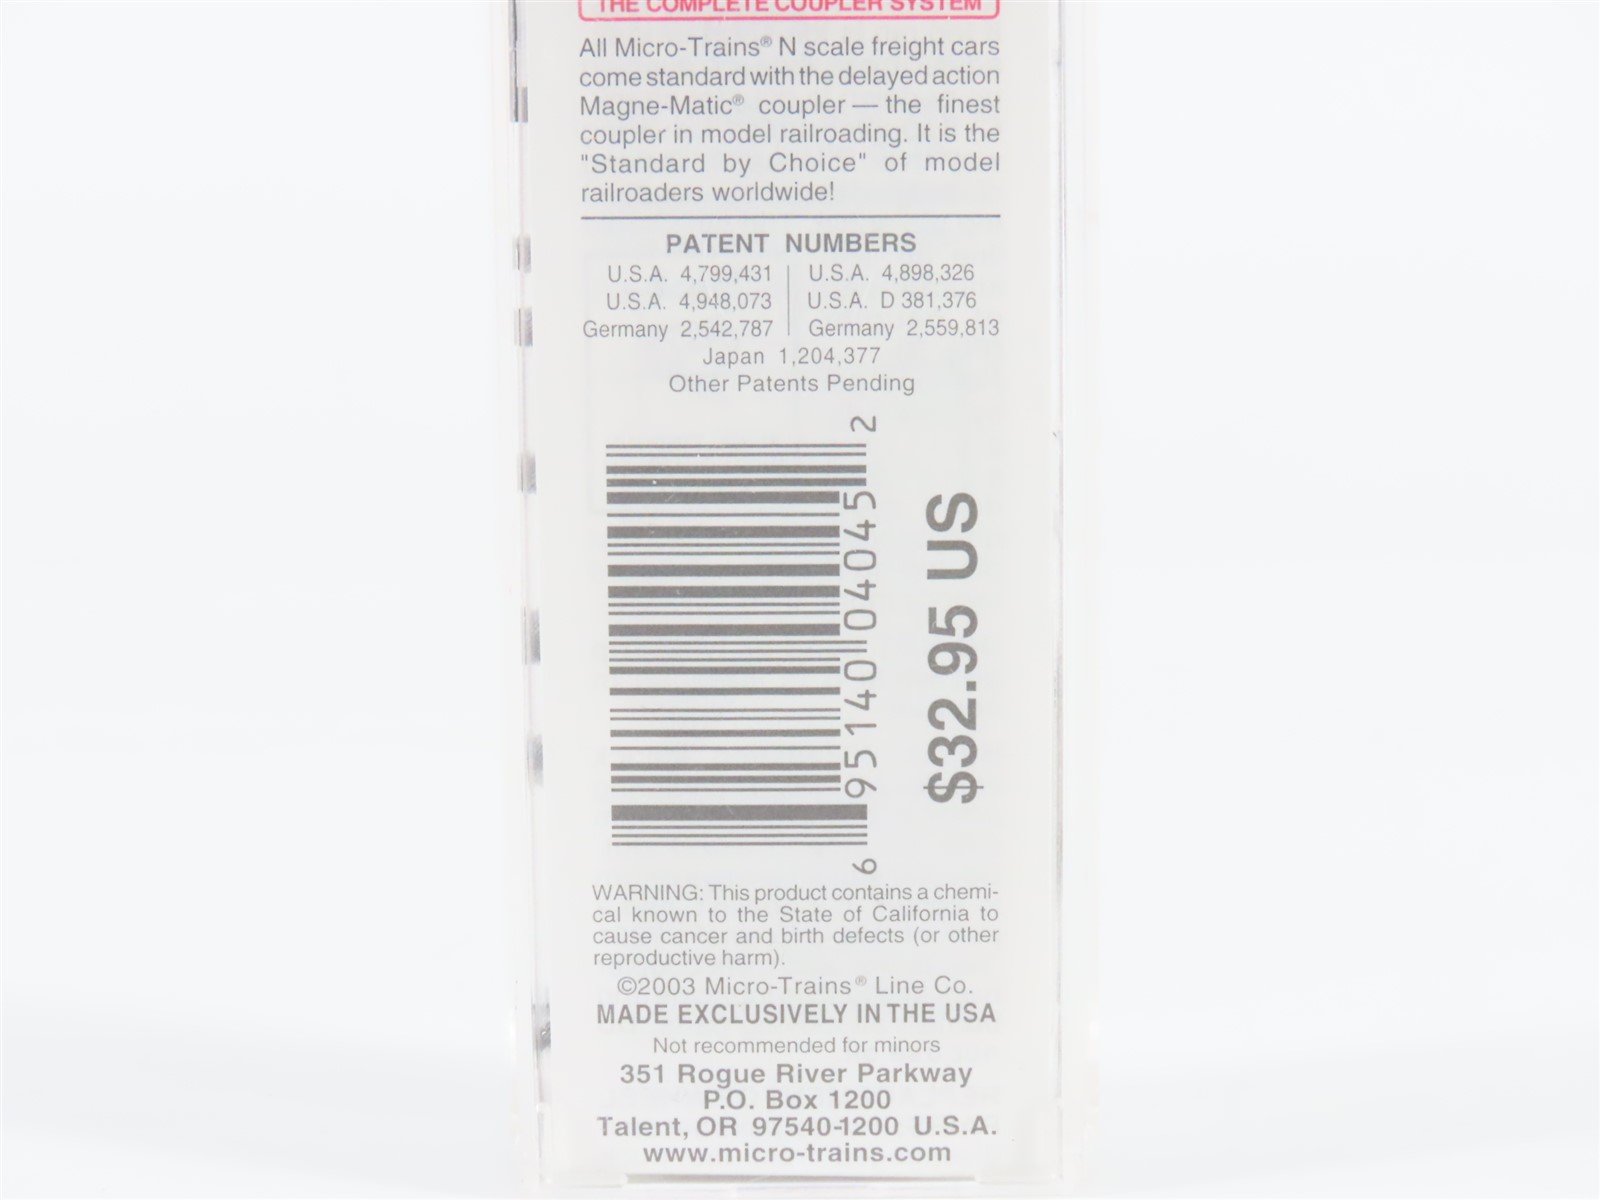 THE COMPLETE COUPLER SYSTEM
All Micro-Trains® N scale freight cars
come standard with the delayed action
Magne-Matic® coupler — the finest
coupler in model railroading. It is the
"Standard by Choice" of model
railroaders worldwide!
PATENT NUMBERS
U.S.A. 4,799,431 | U.S.A. 4,898,326
U.S.A. 4,948,073 | U.S.A. D 381,376
Germany 2,542,787 | Germany 2,559,813
Japan 1,204,377
Other Patents Pending
6 95140 04045 2
$32.95 US
WARNING: This product contains a chemi-
cal known to the State of California to
cause cancer and birth defects (or other
reproductive harm).
©2003 Micro-Trains® Line Co.
MADE EXCLUSIVELY IN THE USA
Not recommended for minors
351 Rogue River Parkway
P.O. Box 1200
Talent, OR 97540-1200 U.S.A.
www.micro-trains.com